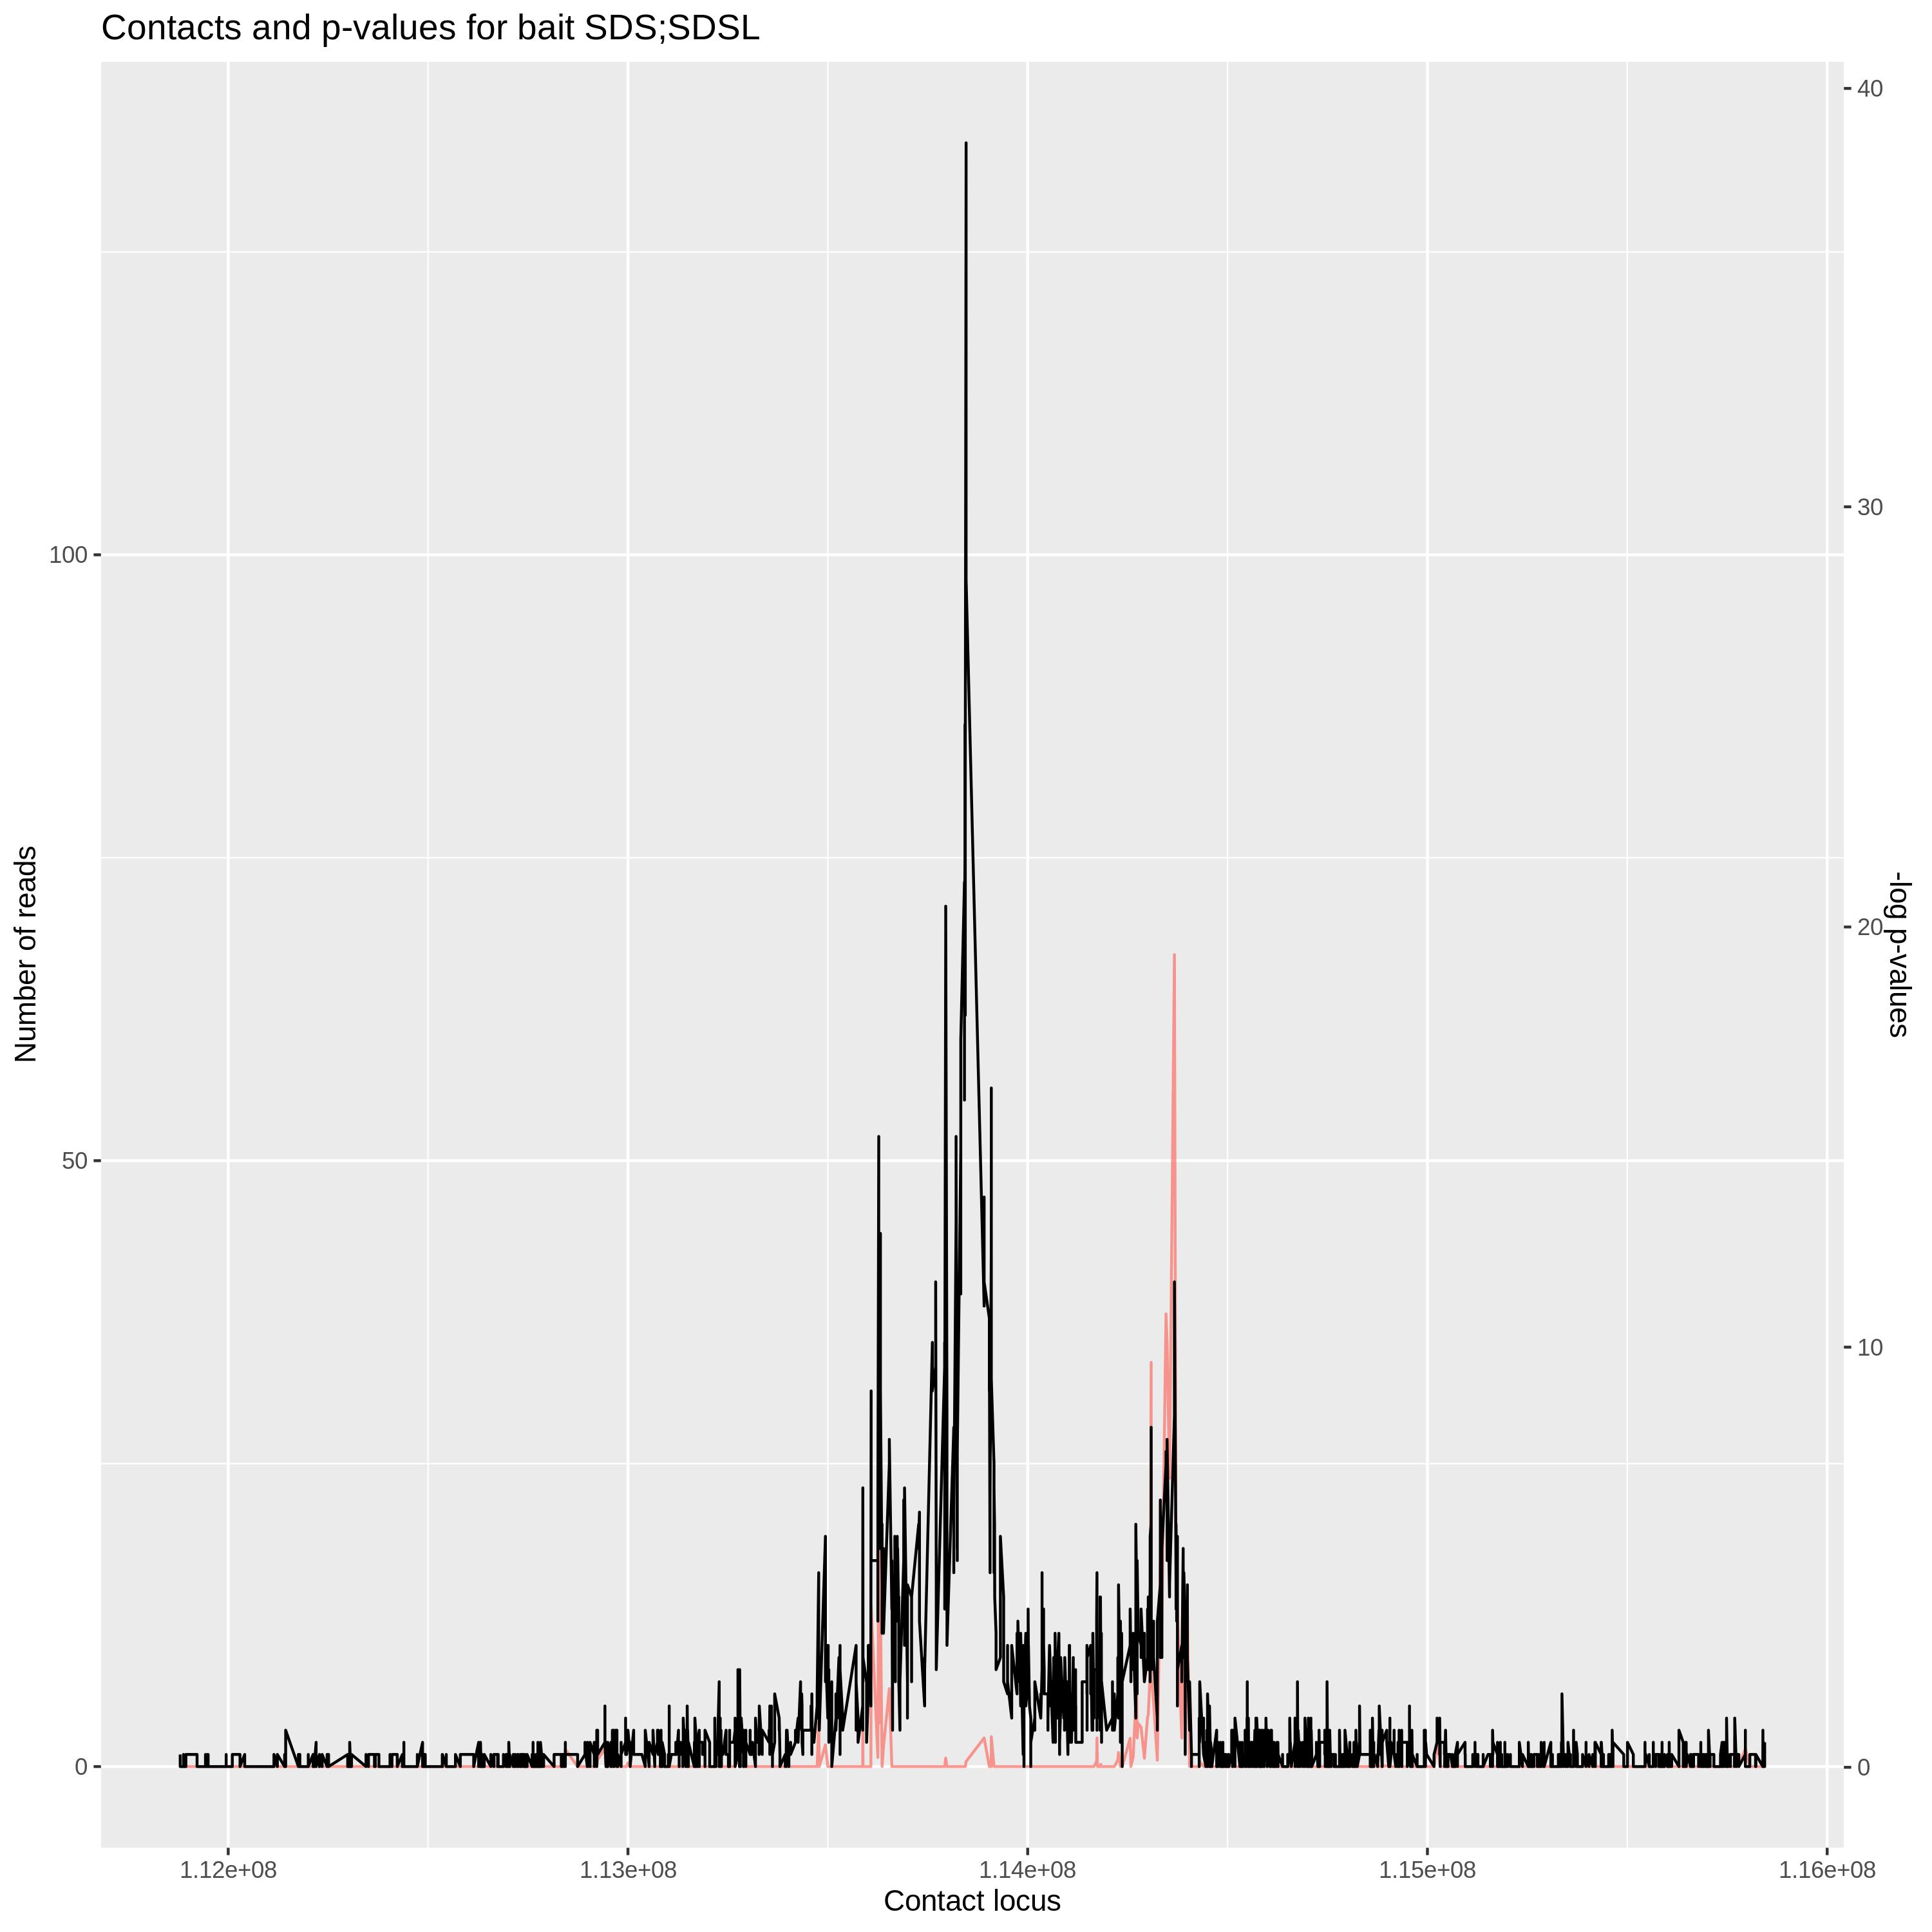 Contacts and p-values for bait SDS;SDSL
Number of reads
100
50
0
40
30
20
10
0
-log p-values
1.12e+08 1.13e+08 1.14e+08 1.15e+08 1.16e+08
Contact locus